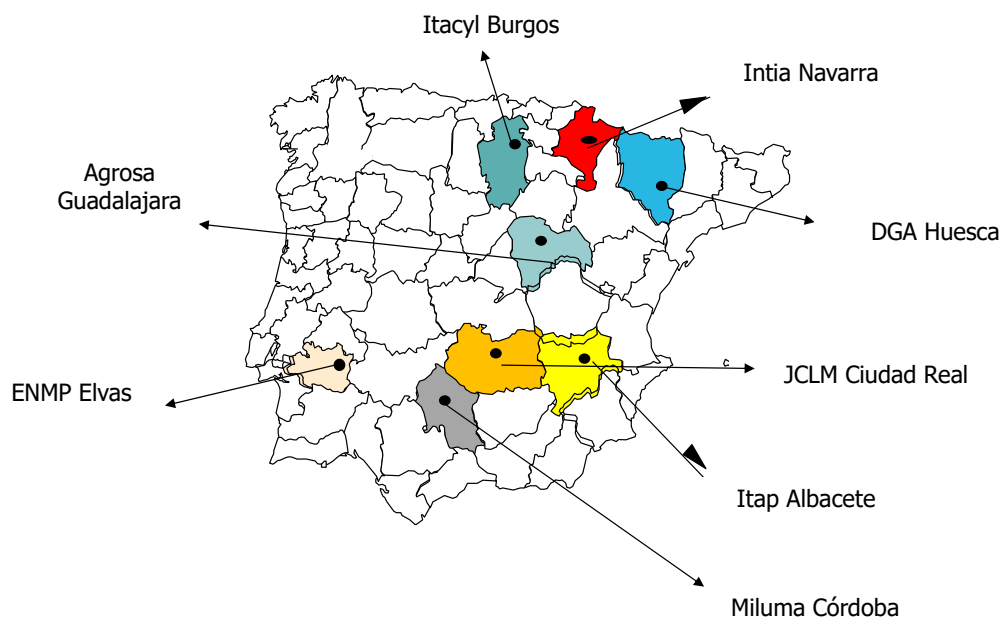 Itacyl Burgos
Intia Navarra
Agrosa
Guadalajara
DGA Huesca
JCLM Ciudad Real
ENMP Elvas
Itap Albacete
Miluma Córdoba